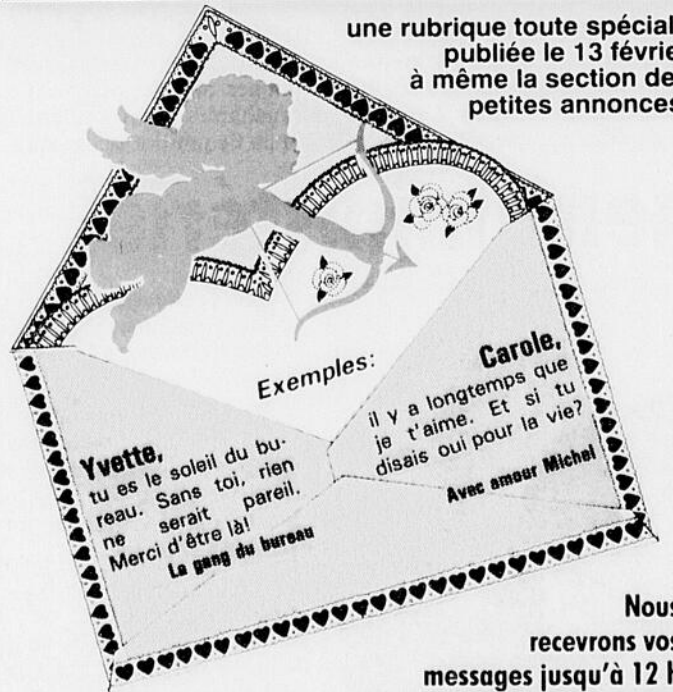 une rubrique toute spécial
publiée le 13 févrie
à même la section de
petites annonces
Exemples:
Yvette,
tu es le soleil du bu-
reau. Sans toi, rien
ne serait pareil.
Merci d'être là!
La gang du bureau
Carole,
il y a longtemps que
je t'aime. Et si tu
disais oui pour la vie?
Avec amour Michel
Nous
recevrons vos
messages jusqu'à 12 h